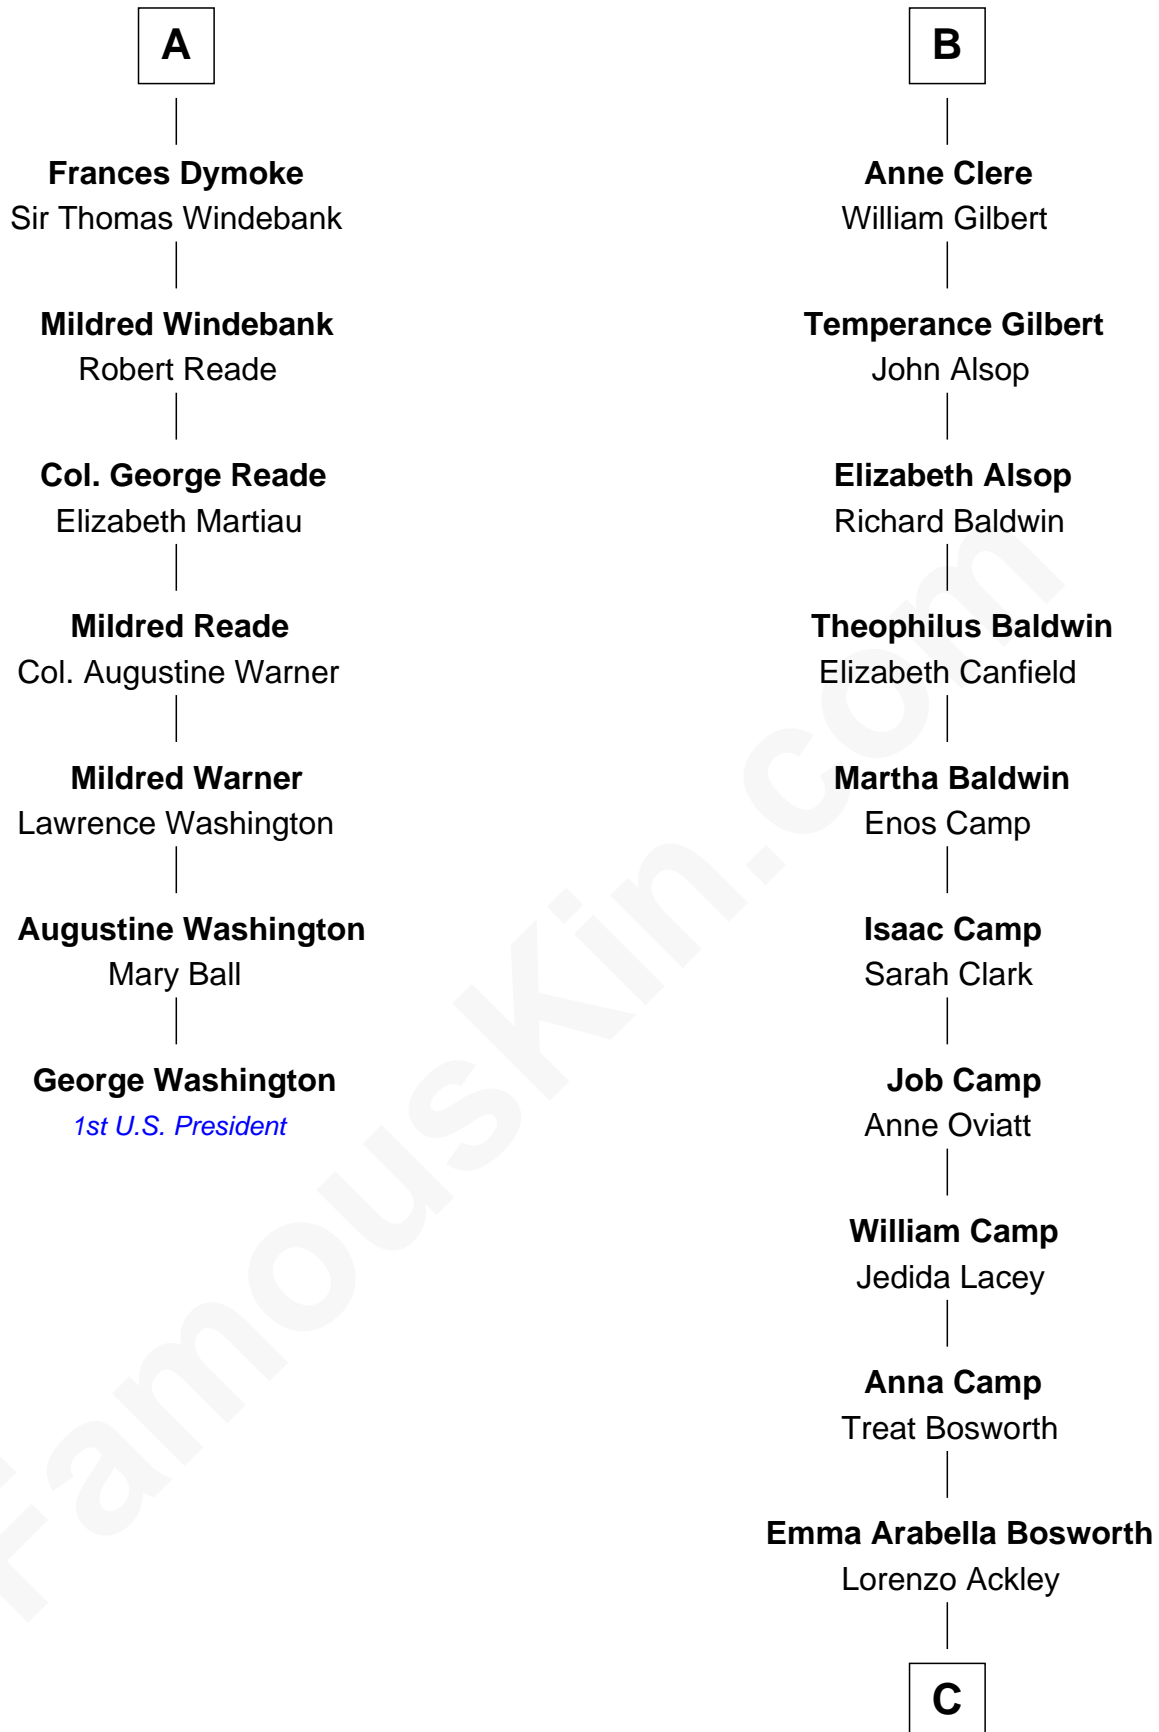 A
Frances Dymoke
Sir Thomas Windebank
Mildred Windebank
Robert Reade
Col. George Reade
Elizabeth Martiau
Mildred Reade
Col. Augustine Warner
Mildred Warner
Lawrence Washington
Augustine Washington
Mary Ball
George Washington
1st U.S. President
B
Anne Clere
William Gilbert
Temperance Gilbert
John Alsop
Elizabeth Alsop
Richard Baldwin
Theophilus Baldwin
Elizabeth Canfield
Martha Baldwin
Enos Camp
Isaac Camp
Sarah Clark
Job Camp
Anne Oviatt
William Camp
Jedida Lacey
Anna Camp
Treat Bosworth
Emma Arabella Bosworth
Lorenzo Ackley
C
FamousKin.com